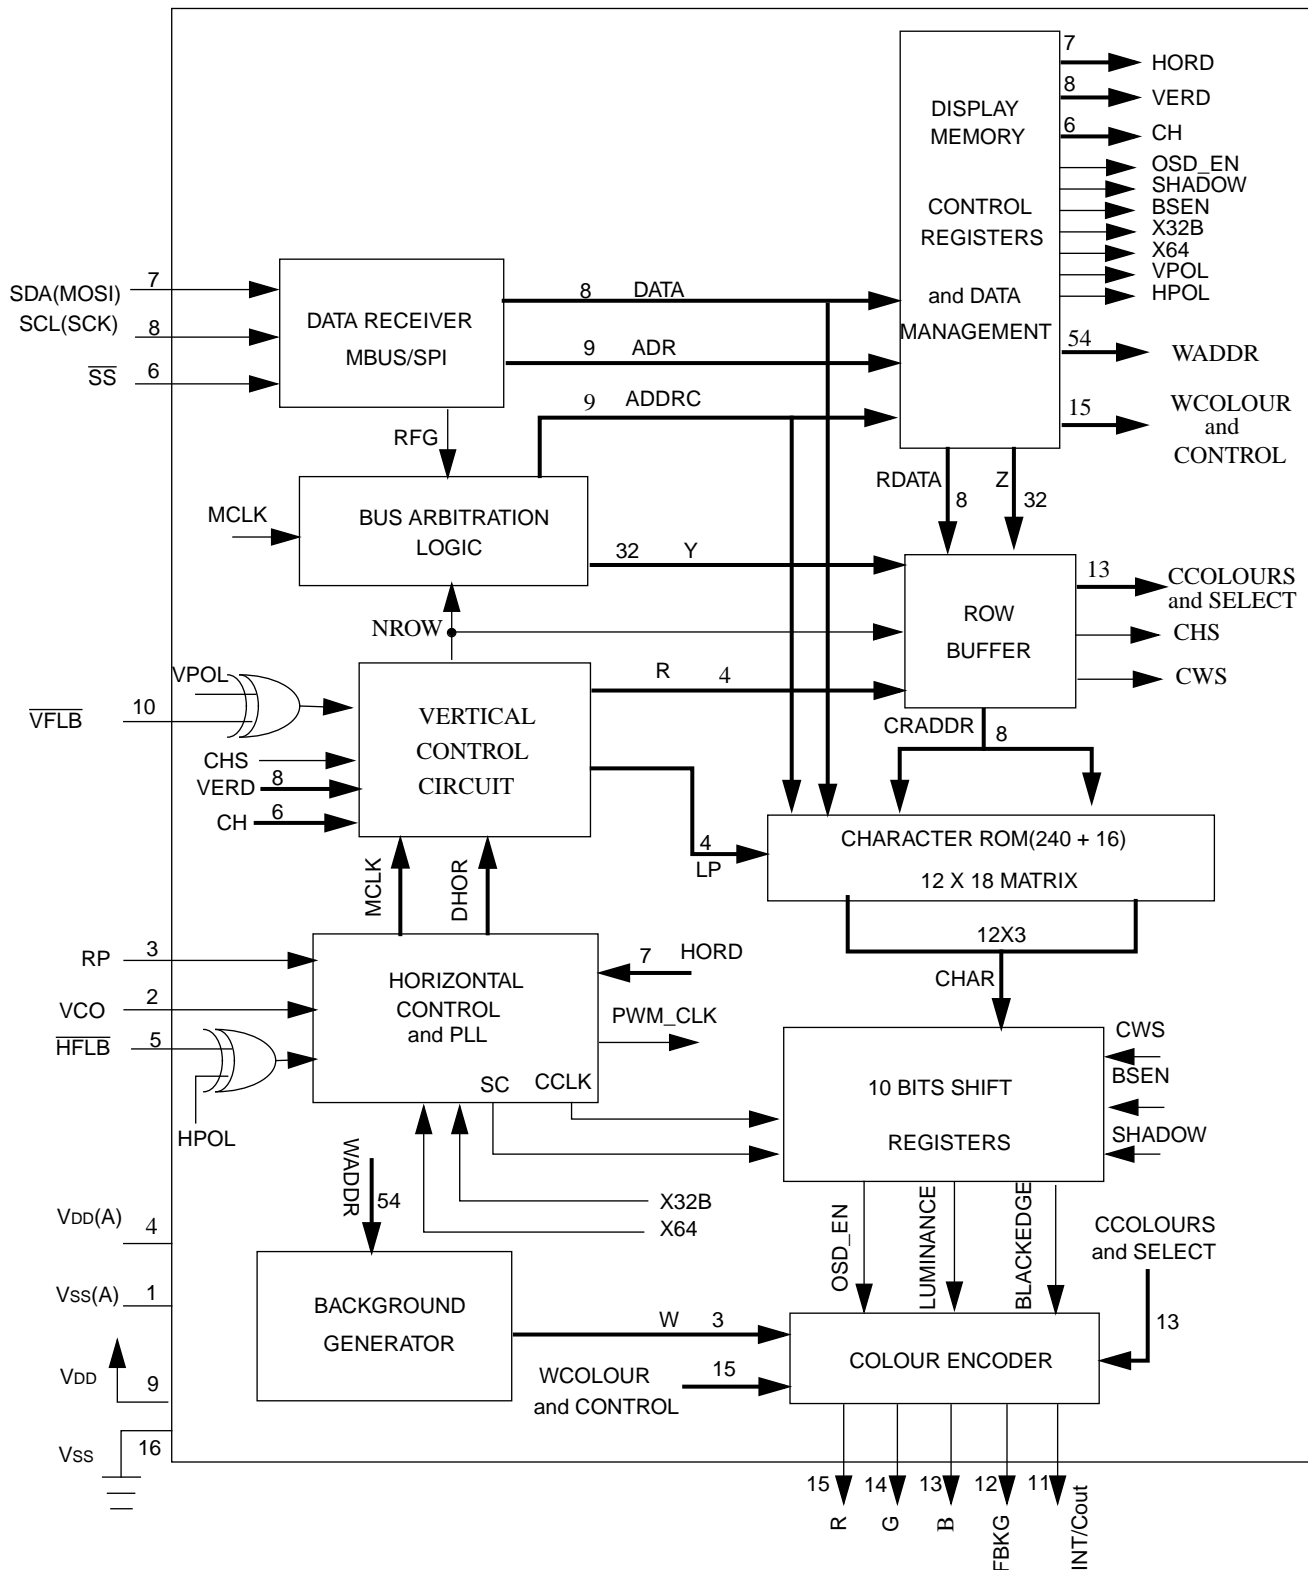 7
HORD
8
VERD
6
CH
DISPLAY
MEMORY
CONTROL
REGISTERS
and DATA
MANAGEMENT
OSD_EN
SHADOW
BSEN
X32B
X64
VPOL
HPOL
54
WADDR
15
WCOLOUR
and
CONTROL
SDA(MOSI)
7
SCL(SCK)
8
SS
6
DATA RECEIVER
MBUS/SPI
8 DATA
9 ADR
9 ADDRC
RFG
RDATA
8
Z
32
MCLK
BUS ARBITRATION
LOGIC
32 Y
ROW
BUFFER
13
CCOLOURS
and SELECT
CHS
CWS
NROW
VPOL
VFLB
10
CHS
VERD
8
CH
6
VERTICAL
CONTROL
CIRCUIT
R 4
CRADDR
8
4
LP
CHARACTER ROM(240 + 16)
12 X 18 MATRIX
MCLK
DHOR
12X3
CHAR
RP
3
VCO
2
HFLB
5
HPOL
HORIZONTAL
CONTROL
and PLL
SC
CCLK
7
HORD
PWM_CLK
10 BITS SHIFT
REGISTERS
CWS
BSEN
SHADOW
WADDR
54
X32B
X64
VDD(A)
4
VSS(A)
1
VDD
9
VSS
16
BACKGROUND
GENERATOR
W 3
WCOLOUR
and CONTROL
15
OSD_EN
LUMINANCE
BLACKEDGE
CCOLOURS
and SELECT
13
COLOUR ENCODER
15
14
13
12
11
R
G
B
FBKG
INT/Cout